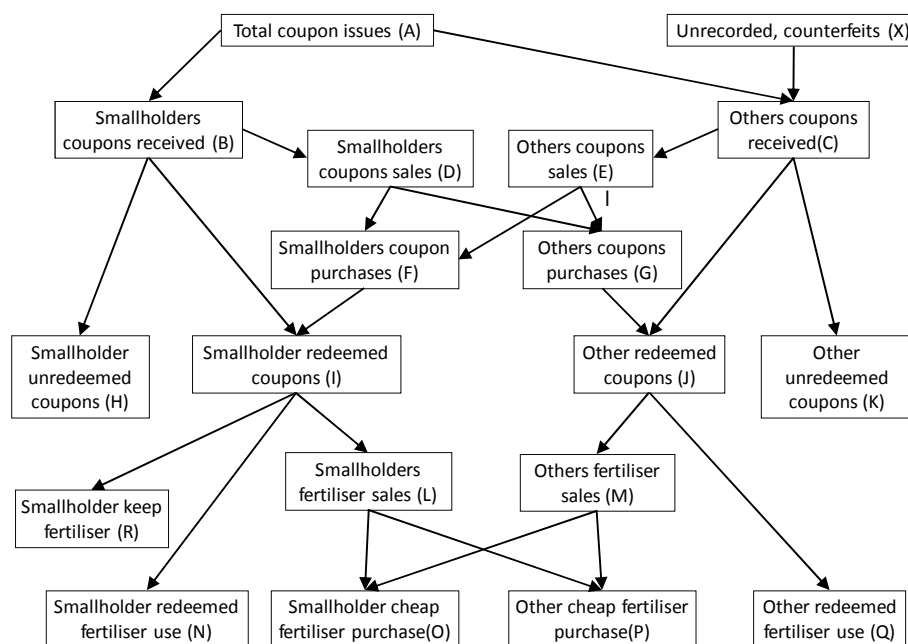 Total coupon issues (A)
Unrecorded, counterfeits (X)
Smallholders
coupons received (B)
Others coupons
received(C)
Smallholders
coupons sales (D)
Others coupons
sales (E)
Smallholders coupon
purchases (F)
Others coupons
purchases (G)
Smallholder
unredeemed
coupons (H)
Smallholder redeemed
coupons (I)
Other redeemed
coupons (J)
Other
unredeemed
coupons (K)
Smallholders
fertiliser sales (L)
Others fertiliser
sales (M)
Smallholder keep
fertiliser (R)
Smallholder redeemed
fertiliser use (N)
Smallholder cheap
fertiliser purchase(O)
Other cheap fertiliser
purchase(P)
Other redeemed
fertiliser use (Q)